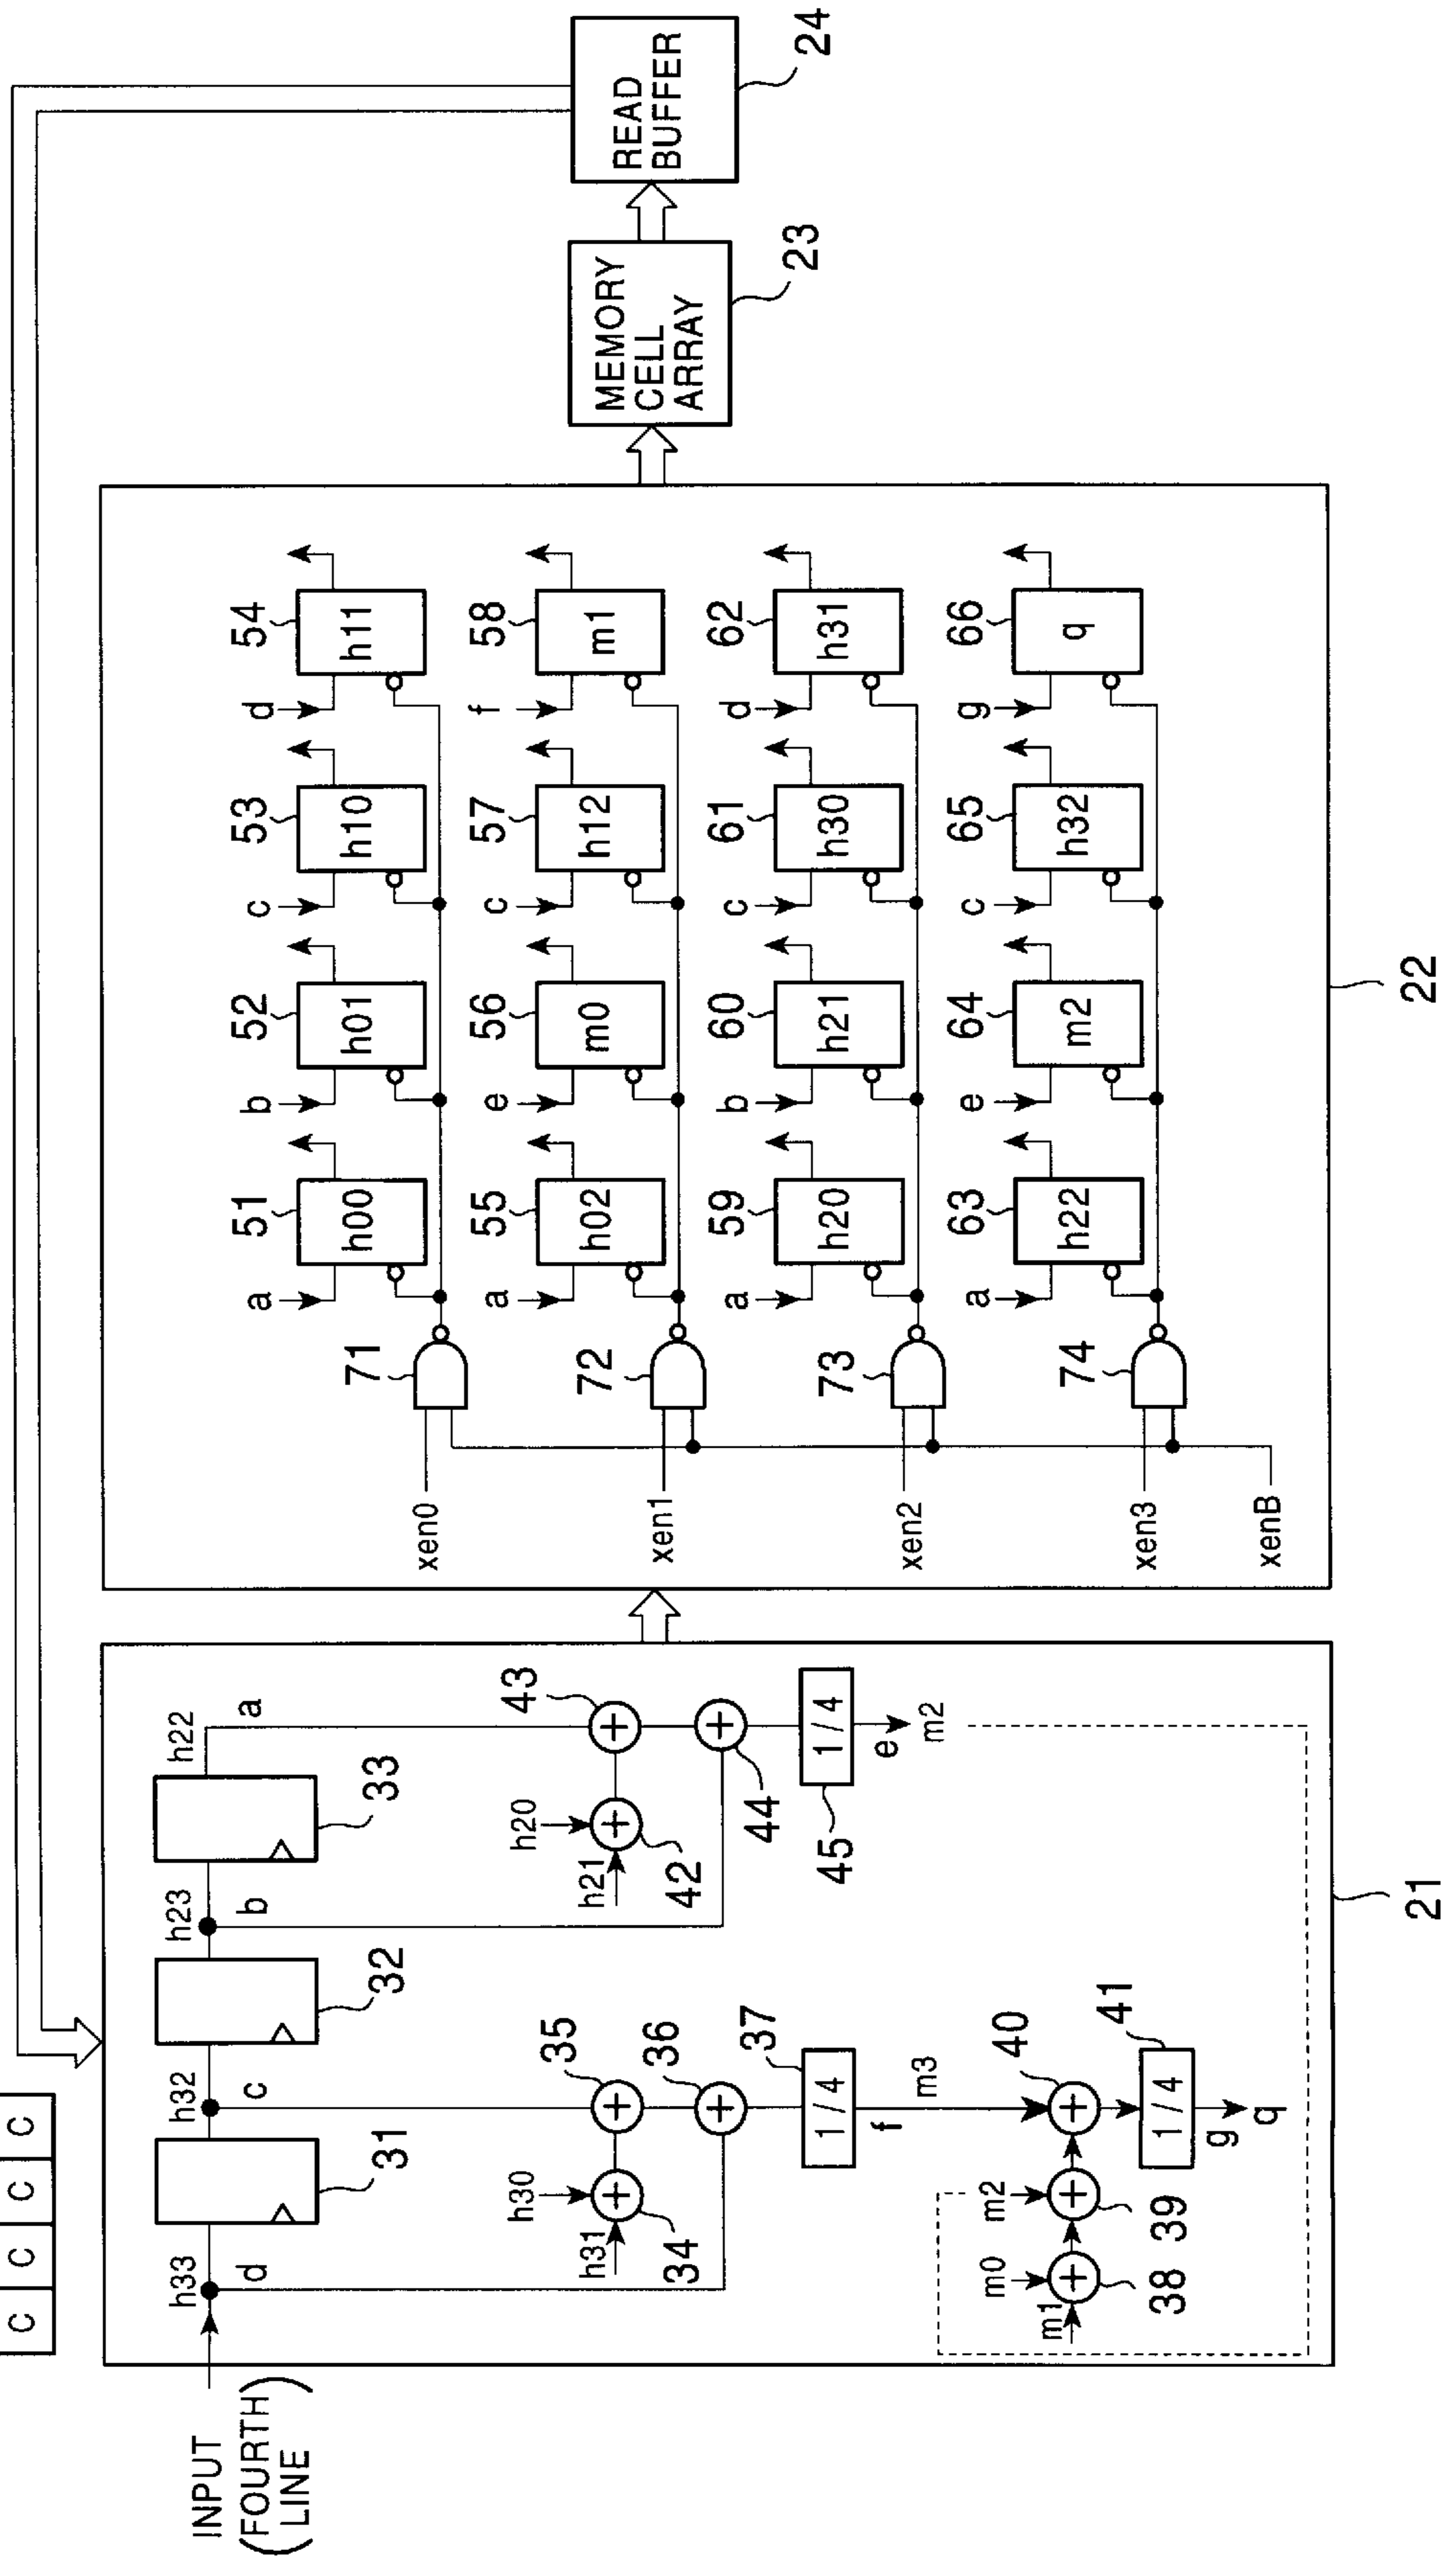 C C C C
INPUT
(FOURTH
LINE)
h33
d
31
h32
c
32
h23
b
33
h22
a
h31
h30
34
35
36
37
1/4
f
m3
h21
h20
42
43
44
45
1/4
e
m2
m1
m0
38
m2
39
40
41
1/4
g
q
21
xen0
xen1
xen2
xen3
xenB
71
72
73
74
a
51
h00
b
52
h01
c
53
h10
d
54
h11
a
55
h02
e
56
m0
c
57
h12
f
58
m1
a
59
h20
b
60
h21
c
61
h30
d
62
h31
a
63
h22
e
64
m2
c
65
h32
g
66
q
22
MEMORY
CELL
ARRAY
23
READ
BUFFER
24